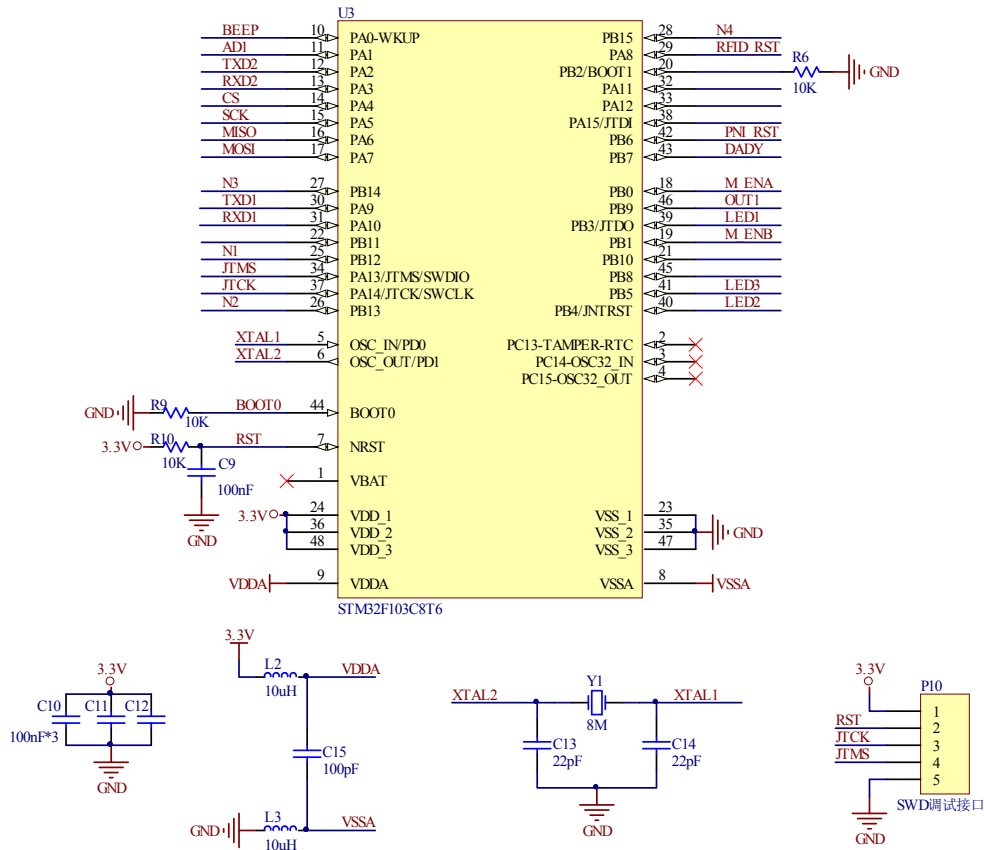 U3
BEEP 10 PA0-WKUP PB15 28 N4
AD1 11 PA1 PA8 29 RFID_RST
TXD2 12 PA2 PB2/BOOT1 20 R6 10K GND
RXD2 13 PA3 PA11 32
CS 14 PA4 PA12 33
SCK 15 PA5 PA15/JTDI 38
MISO 16 PA6 PB6 42 PNI_RST
MOSI 17 PA7 PB7 43 DADY
N3 27 PB14 PB0 18 M_ENA
TXD1 30 PA9 PB9 46 OUT1
RXD1 31 PA10 PB3/JTDO 39 LED1
22 PB11 PB1 19 M_ENB
N1 25 PB12 PB10 21
JTMS 34 PA13/JTMS/SWDIO PB8 45
JTCK 37 PA14/JTCK/SWCLK PB5 41 LED3
N2 26 PB13 PB4/JNTRST 40 LED2
XTAL1 5 OSC_IN/PD0 PC13-TAMPER-RTC 2
XTAL2 6 OSC_OUT/PD1 PC14-OSC32_IN 3
PC15-OSC32_OUT 4
GND R9 10K BOOT0 44 BOOT0
3.3V R10 10K RST 7 NRST
C9
100nF
GND
1 VBAT
3.3V 24 VDD_1 VSS_1 23
36 VDD_2 VSS_2 35 GND
48 VDD_3 VSS_3 47
VDDA 9 VDDA VSSA 8 VSSA
STM32F103C8T6
3.3V
C10 C11 C12
100nF*3
GND
3.3V
L2 VDDA
10uH
C15
100pF
GND L3 VSSA
10uH
XTAL2 Y1 XTAL1
8M
C13 C14
22pF 22pF
GND
3.3V
P10
1
RST 2
JTCK 3
JTMS 4
5
SWD调试接口
GND